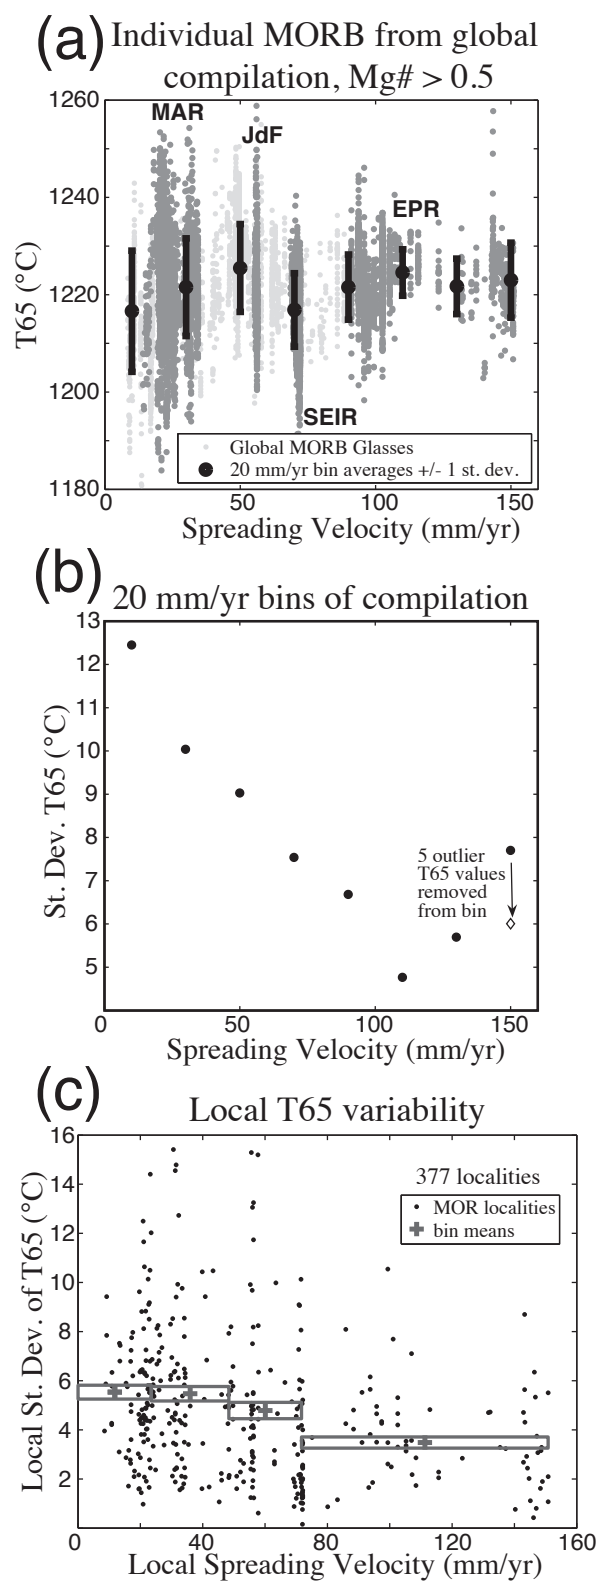 (a) Individual MORB from global
compilation, Mg# > 0.5
1260
1240
1220
1200
1180
T65 (°C)
MAR
JdF
EPR
SEIR
Global MORB Glasses
20 mm/yr bin averages +/- 1 st. dev.
0 50 100 150
Spreading Velocity (mm/yr)
(b)
20 mm/yr bins of compilation
13
12
11
10
9
8
7
6
5
St. Dev. T65 (°C)
5 outlier
T65 values
removed
from bin
0 50 100 150
Spreading Velocity (mm/yr)
(c)
Local T65 variability
16
14
12
10
8
6
4
2
Local St. Dev. of T65 (°C)
377 localities
MOR localities
bin means
0 40 80 120 160
Local Spreading Velocity (mm/yr)